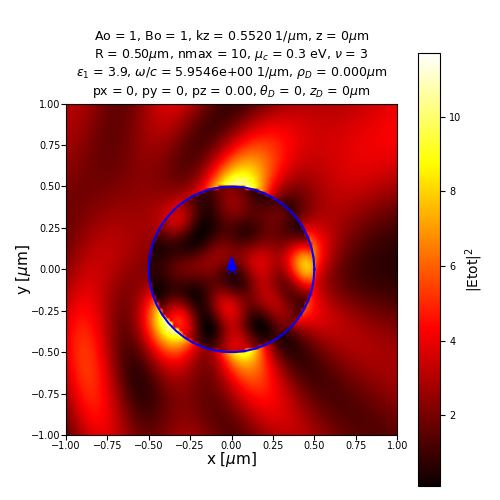 Ao = 1, Bo = 1, kz = 0.5520 1/μm, z = 0μm
R = 0.50μm, nmax = 10, μc = 0.3 eV, ν = 3
ε1 = 3.9, ω/c = 5.9546e+00 1/μm, ρD = 0.000μm
px = 0, py = 0, pz = 0.00, θD = 0, zD = 0μm
1.00
0.75
0.50
0.25
0.00
−0.25
−0.50
−0.75
−1.00
y [μm]
−1.00 −0.75 −0.50 −0.25 0.00 0.25 0.50 0.75 1.00
x [μm]
10
8
6
4
2
|Etot|²